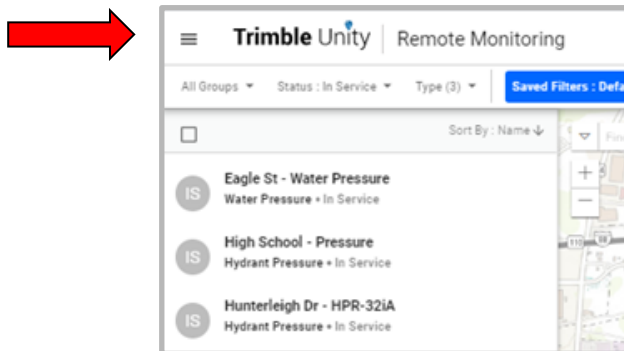 Trimble Unity Remote Monitoring
All Groups Status : In Service Type (3) Saved Filters : Defa
Sort By : Name
Fin
IS
Eagle St - Water Pressure
Water Pressure • In Service
IS
High School - Pressure
Hydrant Pressure • In Service
IS
Hunterleigh Dr - HPR-32iA
Hydrant Pressure • In Service